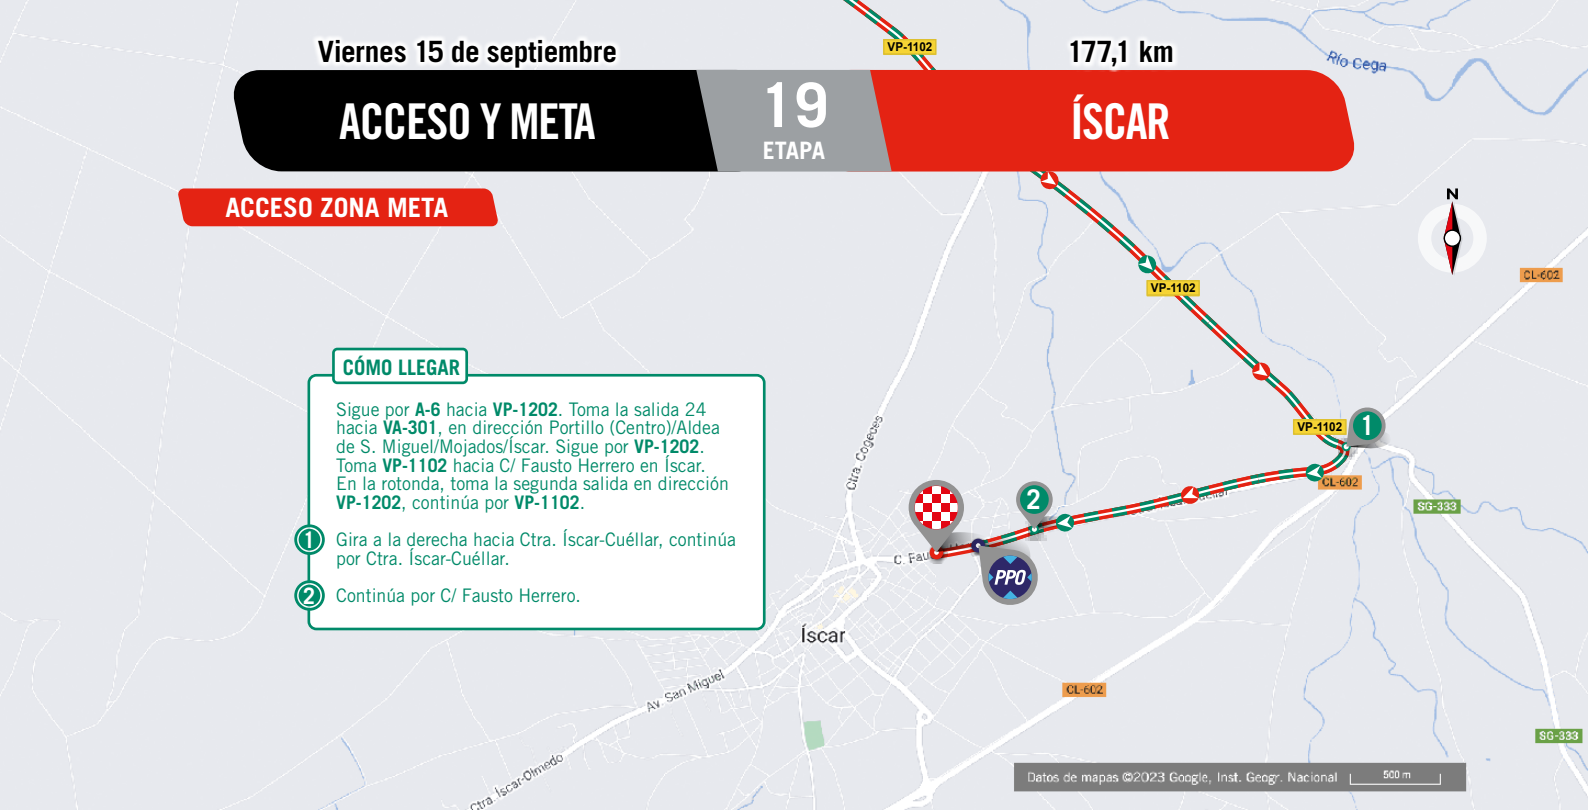 VP-1102
Río Cega
Viernes 15 de septiembre
177,1 km
ACCESO Y META
19
ETAPA
ÍSCAR
ACCESO ZONA META
N
CL-602
VP-1102
CÓMO LLEGAR
Sigue por A-6 hacia VP-1202. Toma la salida 24
hacia VA-301, en dirección Portillo (Centro)/Aldea
de S. Miguel/Mojados/Íscar. Sigue por VP-1202.
Toma VP-1102 hacia C/ Fausto Herrero en Íscar.
En la rotonda, toma la segunda salida en dirección
VP-1202, continúa por VP-1102.
1
Gira a la derecha hacia Ctra. Íscar-Cuéllar, continúa
por Ctra. Íscar-Cuéllar.
2
Continúa por C/ Fausto Herrero.
VP-1102
1
CL-602
SG-333
Ctra. Cogeces
2
C. Fau
PPO
Íscar
Av. San Miguel
CL-602
SG-333
Ctra. Íscar-Olmedo
Datos de mapas ©2023 Google, Inst. Geogr. Nacional
500 m